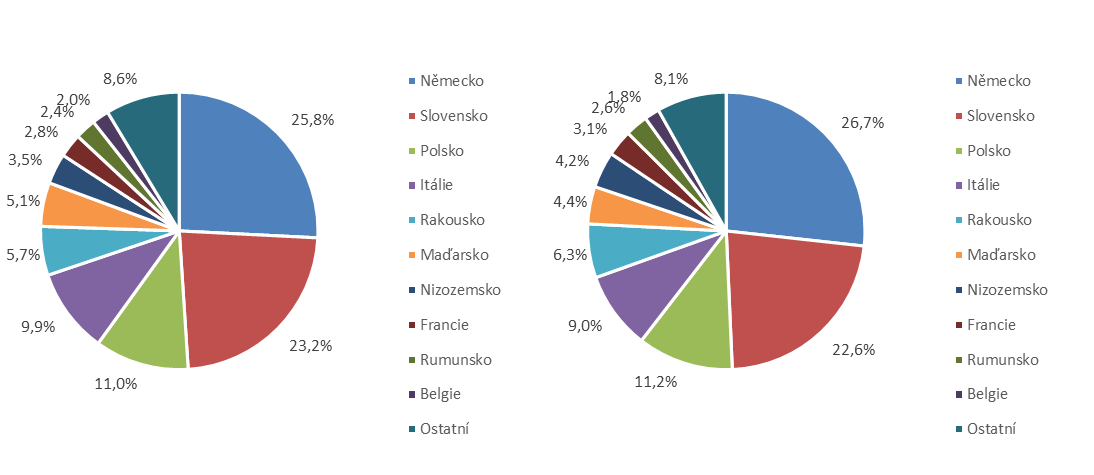 8,6%
2,0%
2,4%
2,8%
3,5%
5,1%
5,7%
9,9%
11,0%
23,2%
25,8%
Německo
Slovensko
Polsko
Itálie
Rakousko
Maďarsko
Nizozemsko
Francie
Rumunsko
Belgie
Ostatní
8,1%
1,8%
2,6%
3,1%
4,2%
4,4%
6,3%
9,0%
11,2%
22,6%
26,7%
Německo
Slovensko
Polsko
Itálie
Rakousko
Maďarsko
Nizozemsko
Francie
Rumunsko
Belgie
Ostatní